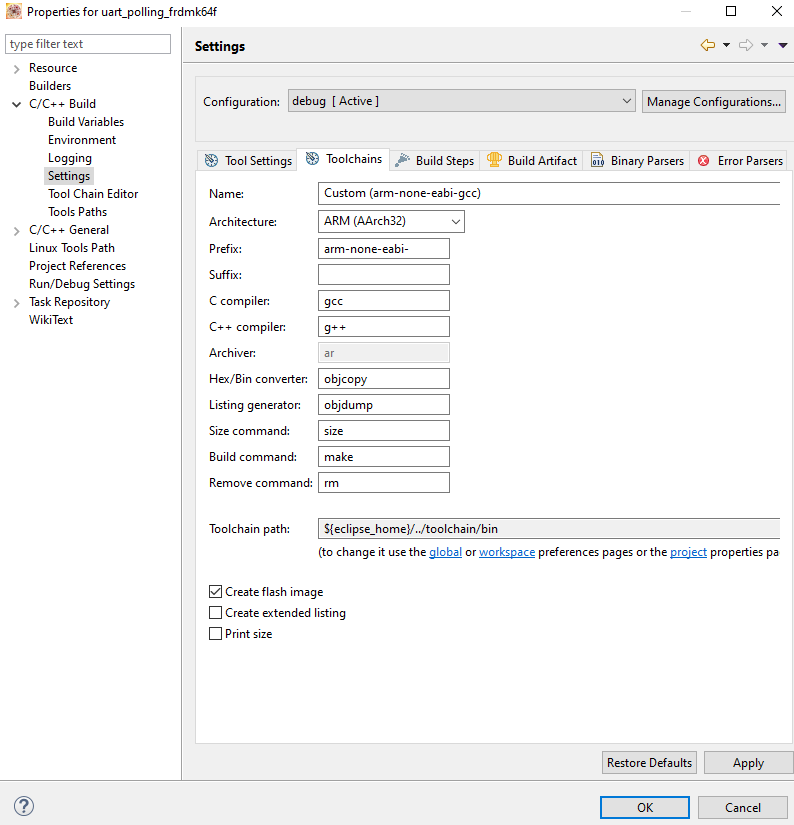 Properties for uart_polling_frdmk64f
type filter text
Resource
Builders
C/C++ Build
Build Variables
Environment
Logging
Settings
Tool Chain Editor
Tools Paths
C/C++ General
Linux Tools Path
Project References
Run/Debug Settings
Task Repository
WikiText
Settings
Configuration: debug [ Active ] Manage Configurations...
Tool Settings Toolchains Build Steps Build Artifact Binary Parsers Error Parsers
Name: Custom (arm-none-eabi-gcc)
Architecture: ARM (AArch32)
Prefix: arm-none-eabi-
Suffix:
C compiler: gcc
C++ compiler: g++
Archiver: ar
Hex/Bin converter: objcopy
Listing generator: objdump
Size command: size
Build command: make
Remove command: rm
Toolchain path: ${eclipse_home}/../toolchain/bin
(to change it use the global or workspace preferences pages or the project properties pa
Create flash image
Create extended listing
Print size
Restore Defaults Apply
? OK Cancel